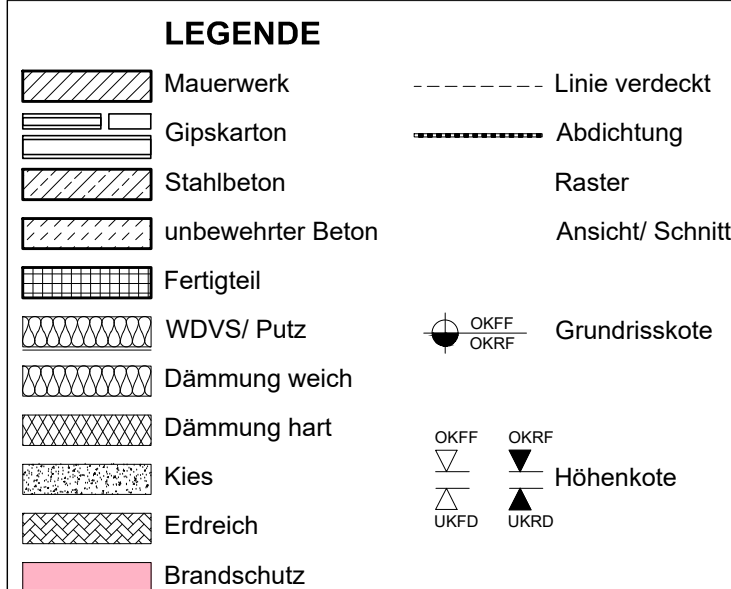 LEGENDE
Mauerwerk
Gipskarton
Stahlbeton
unbewehrter Beton
Fertigteil
WDVS/ Putz
Dämmung weich
Dämmung hart
Kies
Erdreich
Brandschutz
Linie verdeckt
Abdichtung
Raster
Ansicht/ Schnitt
OKFF
OKRF
Grundrisskote
OKFF OKRF
Höhenkote
UKFD UKRD